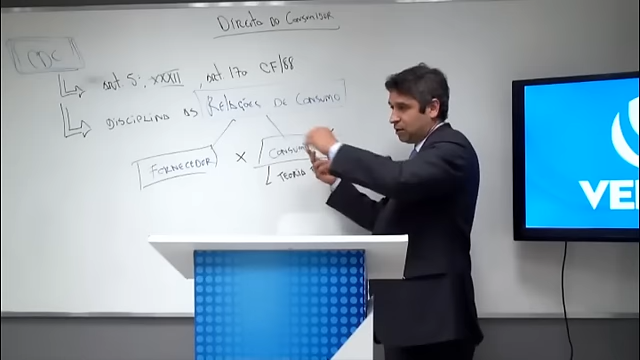 Direito do Consumidor
CDC
art 5º, XXXII, art 170 CF/88
Disciplina as Relações de Consumo
Fornecedor x Consum
Teoria
VE